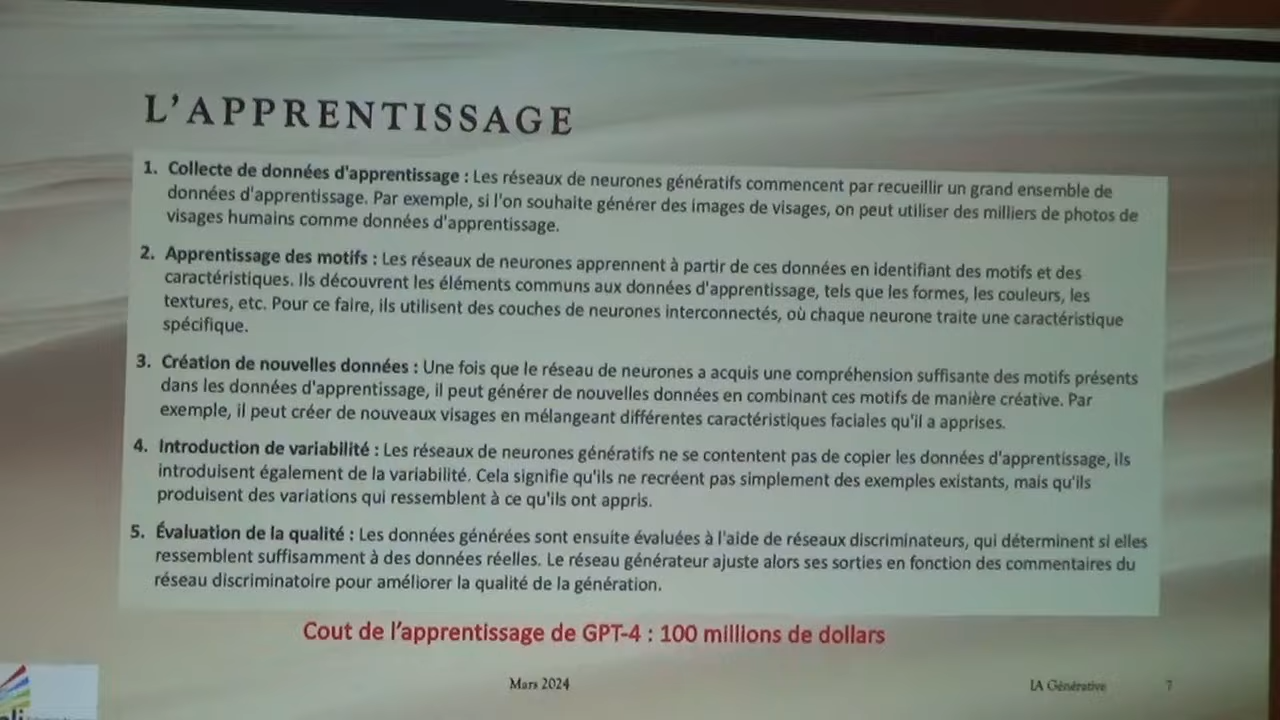 L'APPRENTISSAGE
1. Collecte de données d'apprentissage : Les réseaux de neurones génératifs commencent par recueillir un grand ensemble de
données d'apprentissage. Par exemple, si l'on souhaite générer des images de visages, on peut utiliser des milliers de photos de
visages humains comme données d'apprentissage.
2. Apprentissage des motifs : Les réseaux de neurones apprennent à partir de ces données en identifiant des motifs et des
caractéristiques. Ils découvrent les éléments communs aux données d'apprentissage, tels que les formes, les couleurs, les
textures, etc. Pour ce faire, ils utilisent des couches de neurones interconnectés, où chaque neurone traite une caractéristique
spécifique.
3. Création de nouvelles données : Une fois que le réseau de neurones a acquis une compréhension suffisante des motifs présents
dans les données d'apprentissage, il peut générer de nouvelles données en combinant ces motifs de manière créative. Par
exemple, il peut créer de nouveaux visages en mélangeant différentes caractéristiques faciales qu'il a apprises.
4. Introduction de variabilité : Les réseaux de neurones génératifs ne se contentent pas de copier les données d'apprentissage, ils
introduisent également de la variabilité. Cela signifie qu'ils ne recréent pas simplement des exemples existants, mais qu'ils
produisent des variations qui ressemblent à ce qu'ils ont appris.
5. Évaluation de la qualité : Les données générées sont ensuite évaluées à l'aide de réseaux discriminateurs, qui déterminent si elles
ressemblent suffisamment à des données réelles. Le réseau générateur ajuste alors ses sorties en fonction des commentaires du
réseau discriminatoire pour améliorer la qualité de la génération.
Cout de l'apprentissage de GPT-4 : 100 millions de dollars
Mars 2024
IA Générative
7